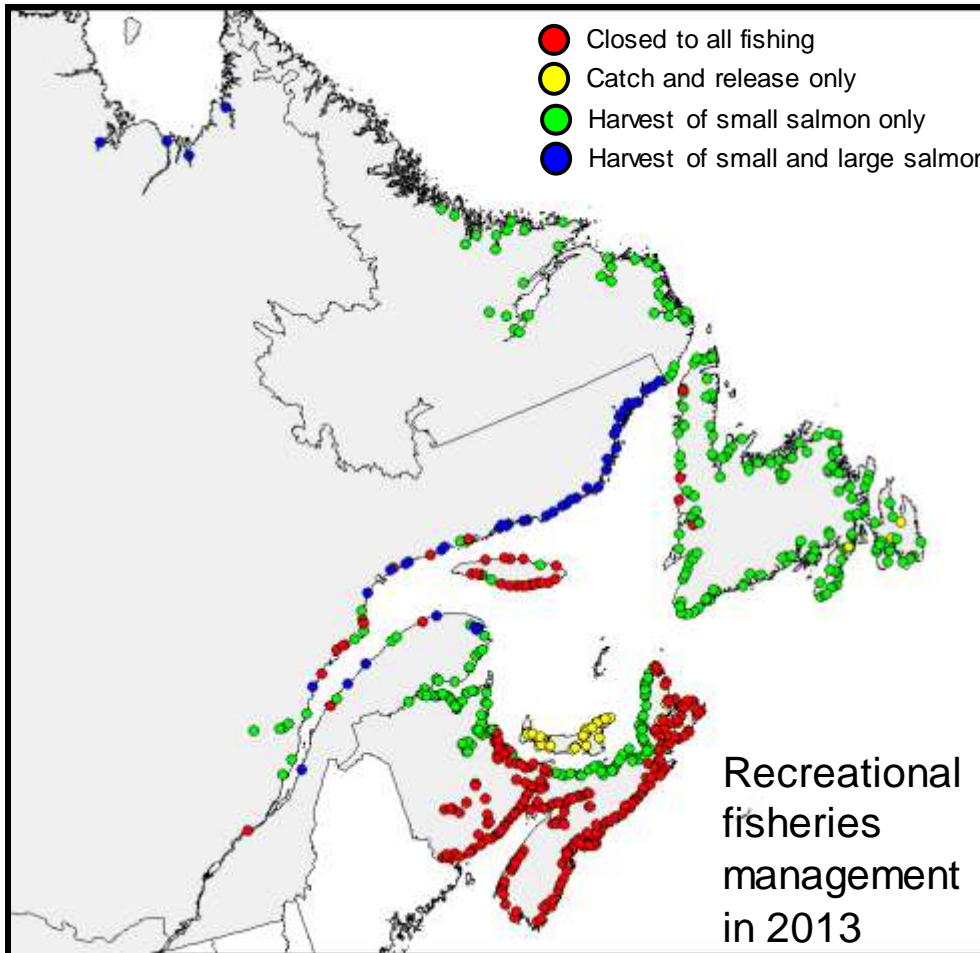 Closed to all fishing
Catch and release only
Harvest of small salmon only
Harvest of small and large salmon
Recreational
fisheries
management
in 2013